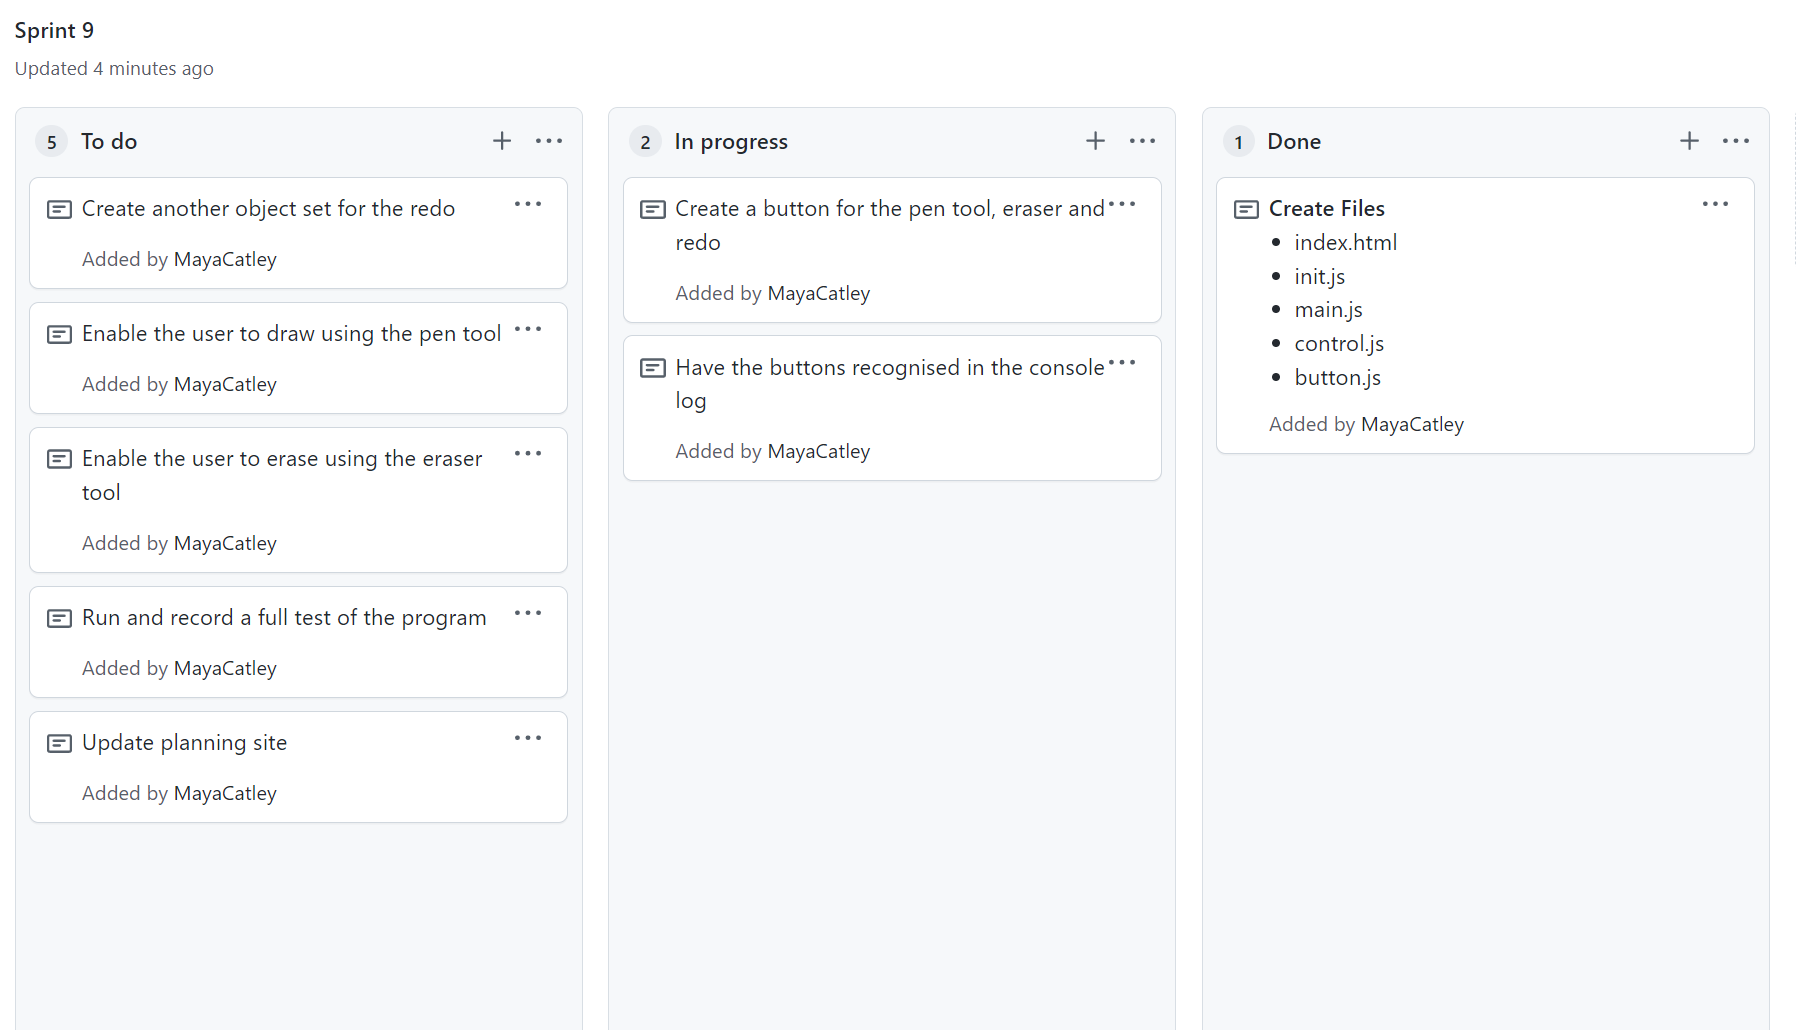 Sprint 9
Updated 4 minutes ago
5 To do
Create another object set for the redo
Added by MayaCatley
Enable the user to draw using the pen tool
Added by MayaCatley
Enable the user to erase using the eraser
tool
Added by MayaCatley
Run and record a full test of the program
Added by MayaCatley
Update planning site
Added by MayaCatley
2 In progress
Create a button for the pen tool, eraser and
redo
Added by MayaCatley
Have the buttons recognised in the console
log
Added by MayaCatley
1 Done
Create Files
• index.html
• init.js
• main.js
• control.js
• button.js
Added by MayaCatley